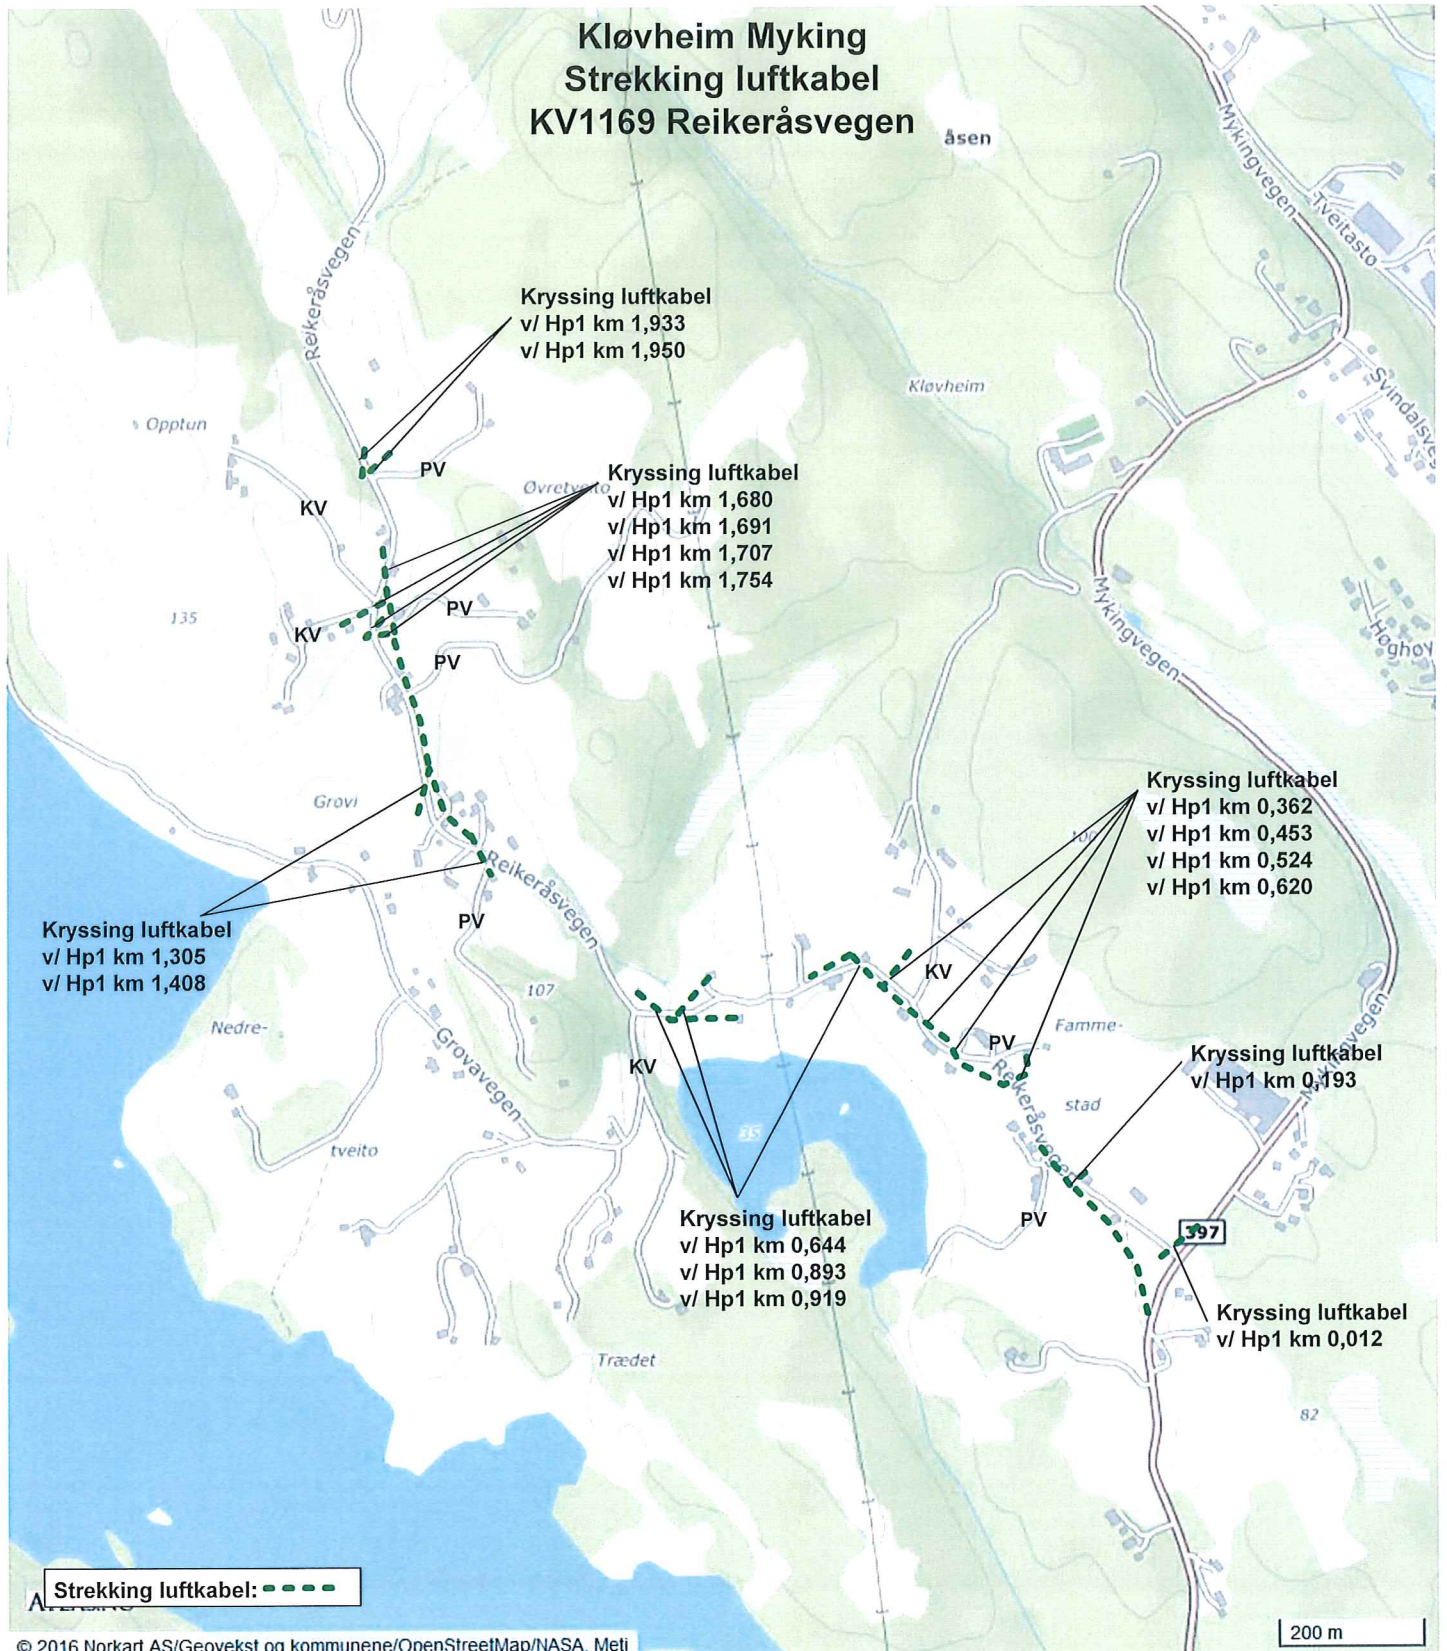 Kløvheim Myking
Strekking luftkabel
KV1169 Reikeråsvegen
åsen
Mykingvegen
Tveitastø
Reikeråsvegen
Kryssing luftkabel
v/ Hp1 km 1,933
v/ Hp1 km 1,950
Kløvheim
Opptun
PV
Kryssing luftkabel
v/ Hp1 km 1,680
v/ Hp1 km 1,691
v/ Hp1 km 1,707
v/ Hp1 km 1,754
Øvretveito
KV
135
PV
KV
PV
Mykingvegen
Høghøy
Grovi
Kryssing luftkabel
v/ Hp1 km 0,362
v/ Hp1 km 0,453
v/ Hp1 km 0,524
v/ Hp1 km 0,620
100
Reikeråsvegen
PV
Kryssing luftkabel
v/ Hp1 km 1,305
v/ Hp1 km 1,408
KV
107
Nedre-
tveito
Grovavegen
KV
35
PV
Famme-
stad
Reikeråsvegen
Kryssing luftkabel
v/ Hp1 km 0,193
Mykingvegen
PV
397
Kryssing luftkabel
v/ Hp1 km 0,644
v/ Hp1 km 0,893
v/ Hp1 km 0,919
Kryssing luftkabel
v/ Hp1 km 0,012
Trædet
82
Strekking luftkabel:
200 m
© 2016 Norkart AS/Geovekst og kommunene/OpenStreetMap/NASA, Meti